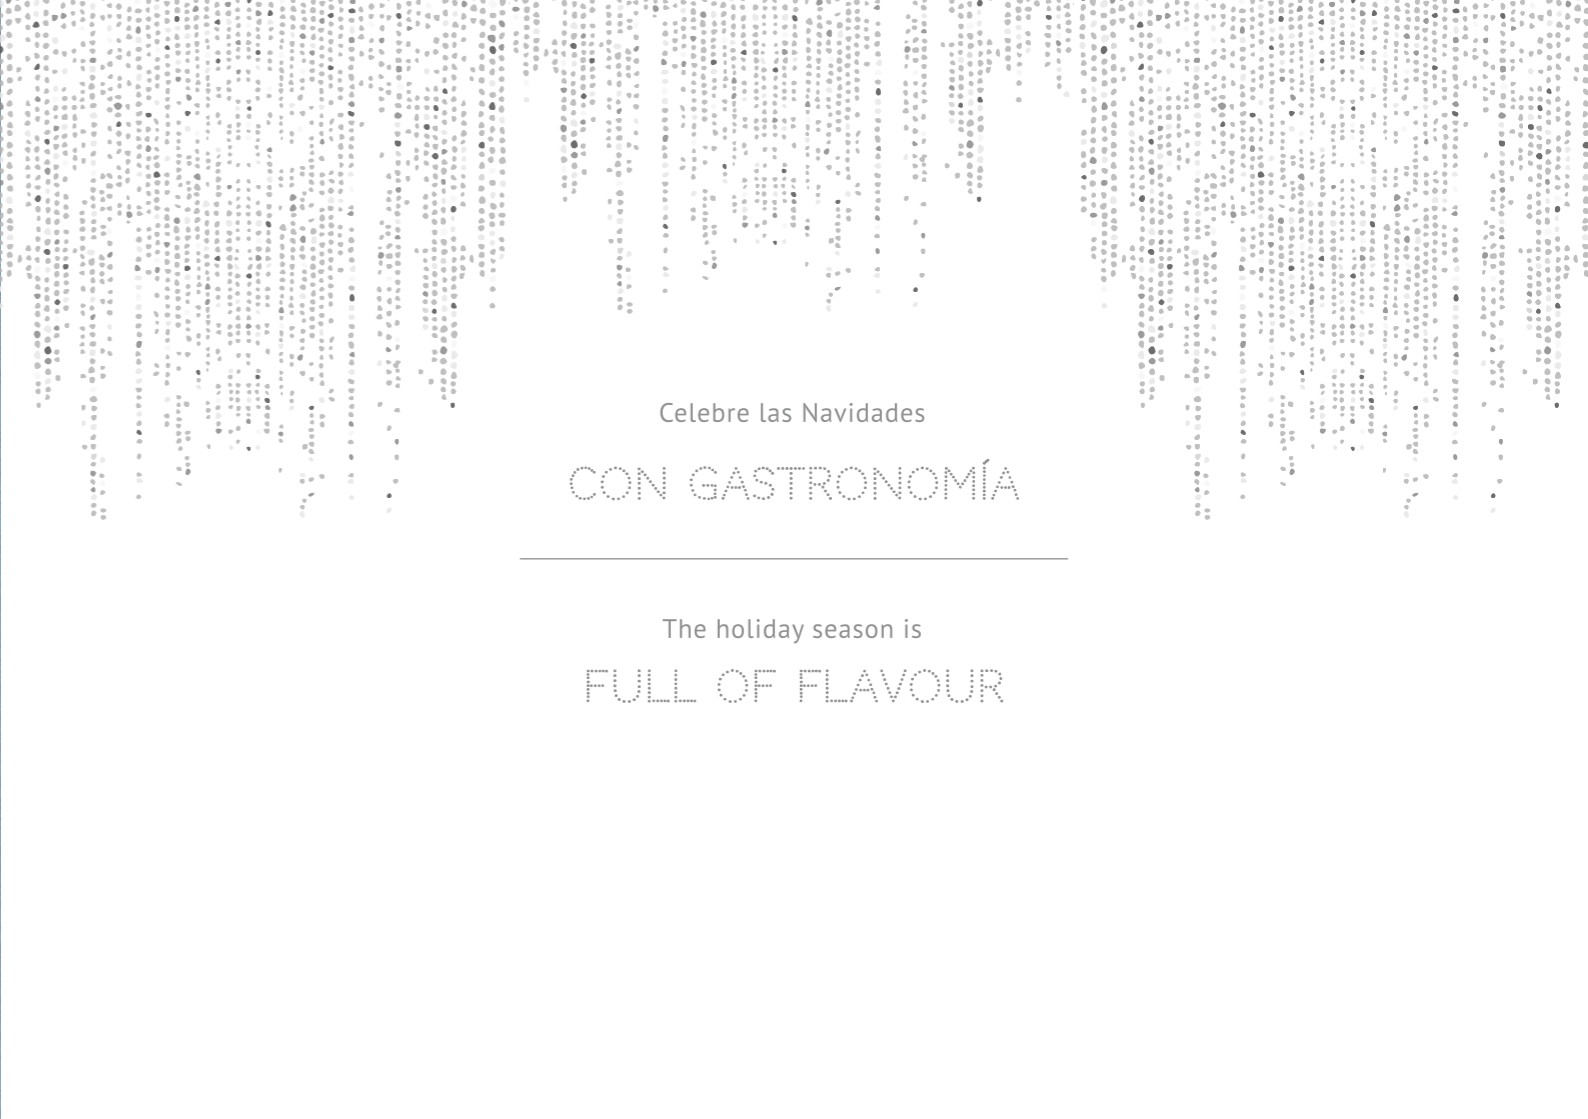 Celebre las Navidades
CON GASTRONOMÍA
The holiday season is
FULL OF FLAVOUR